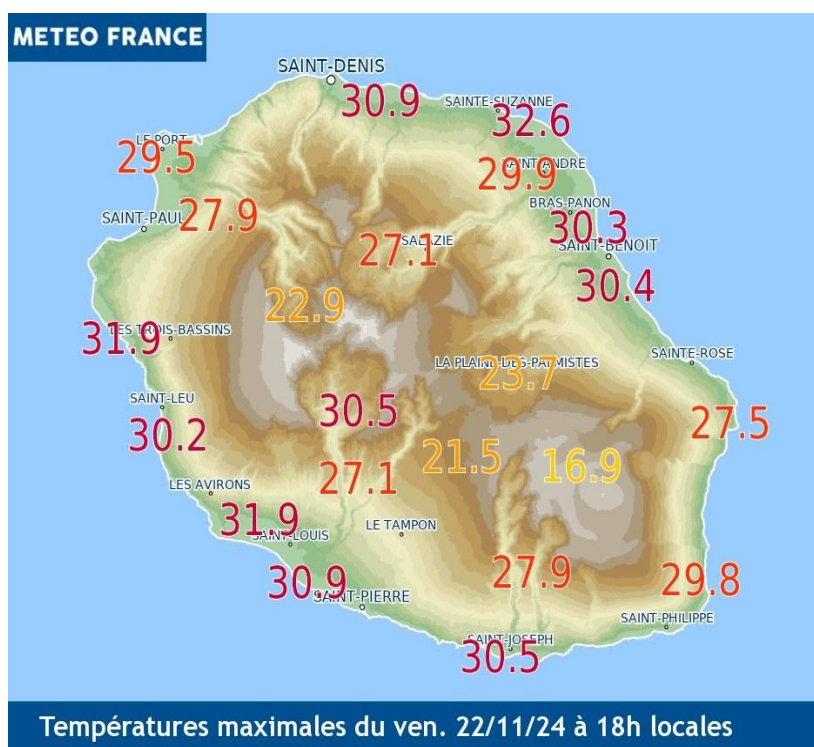 METEO FRANCE
SAINT-DENIS
30.9
SAINTE-SUZANNE
32.6
LE PORT
29.5
SAINT-ANDRE
29.9
BRAS-PANON
30.3
SAINT-PAUL
27.9
SALAZIE
27.1
SAINT-BENOIT
30.4
22.9
LES TROIS-BASSINS
31.9
LA PLAINE-DES-PALMISTES
23.7
SAINTE-ROSE
27.5
SAINT-LEU
30.2
30.5
21.5
16.9
27.1
LES AVIRONS
31.9
SAINT-LOUIS
LE TAMPON
30.9
SAINT-PIERRE
27.9
29.8
SAINT-PHILIPPE
SAINT-JOSEPH
30.5
Températures maximales du ven. 22/11/24 à 18h locales